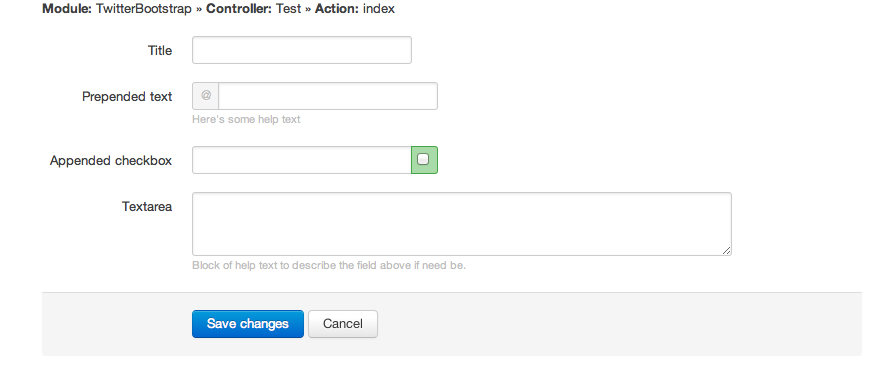 Module: TwitterBootstrap » Controller: Test » Action: index
Title
Prepended text @
Here's some help text
Appended checkbox
Textarea
Block of help text to describe the field above if need be.
Save changes Cancel